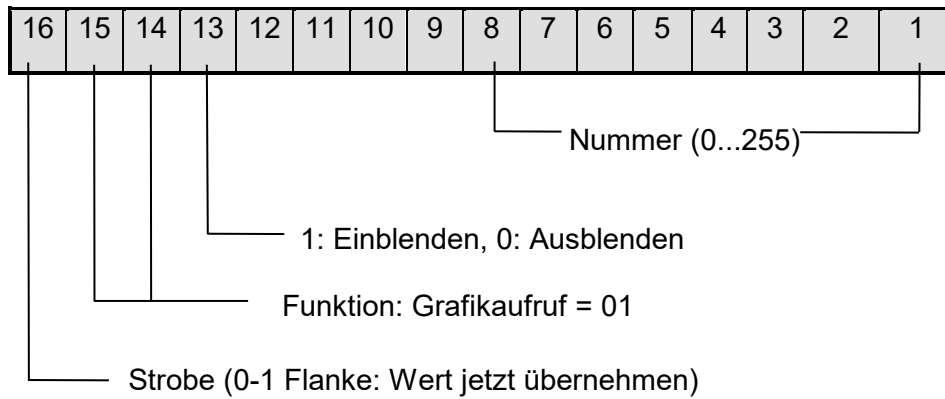 16 15 14 13 12 11 10 9 8 7 6 5 4 3 2 1
Nummer (0...255)
1: Einblenden, 0: Ausblenden
Funktion: Grafikaufruf = 01
Strobe (0-1 Flanke: Wert jetzt übernehmen)